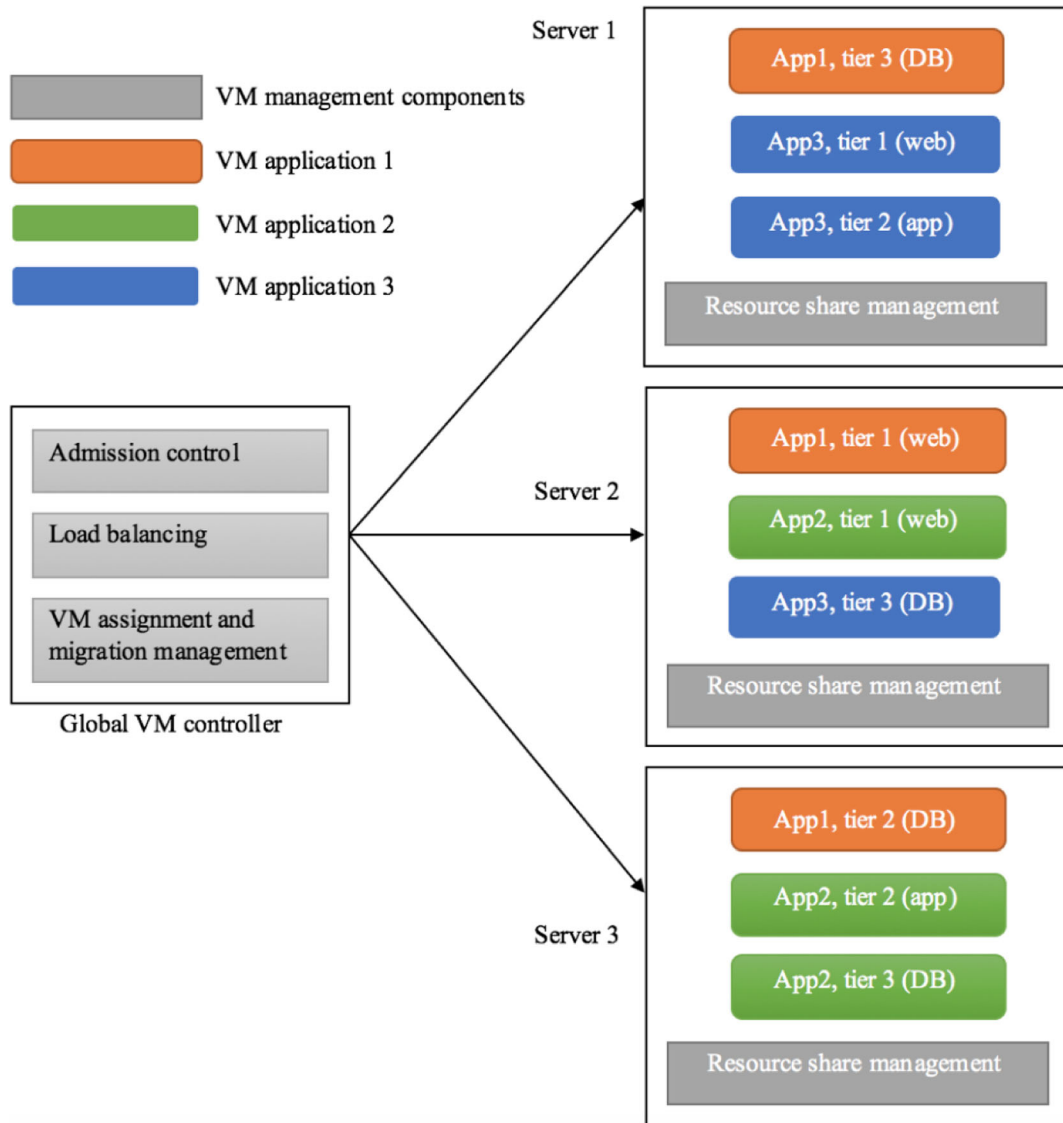 VM management components
VM application 1
VM application 2
VM application 3
Admission control
Load balancing
VM assignment and
migration management
Global VM controller
Server 1
App1, tier 3 (DB)
App3, tier 1 (web)
App3, tier 2 (app)
Resource share management
Server 2
App1, tier 1 (web)
App2, tier 1 (web)
App3, tier 3 (DB)
Resource share management
Server 3
App1, tier 2 (DB)
App2, tier 2 (app)
App2, tier 3 (DB)
Resource share management